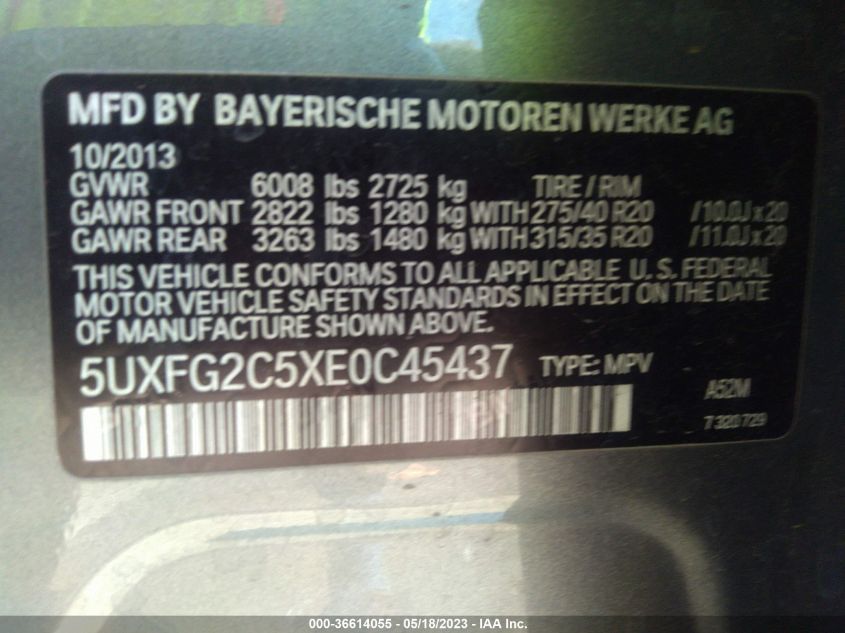 MFD BY BAYERISCHE MOTOREN WERKE AG
10/2013
GVWR 6008 lbs 2725 kg TIRE / RIM
GAWR FRONT 2822 lbs 1280 kg WITH 275/40 R20 /10.0J x 20
GAWR REAR 3263 lbs 1480 kg WITH 315/35 R20 /11.0J x 20
THIS VEHICLE CONFORMS TO ALL APPLICABLE U.S. FEDERAL
MOTOR VEHICLE SAFETY STANDARDS IN EFFECT ON THE DATE
OF MANUFACTURE SHOWN ABOVE.
5UXFG2C5XE0C45437 TYPE: MPV
A52M
7 320 729
000-36614055 - 05/18/2023 - IAA Inc.